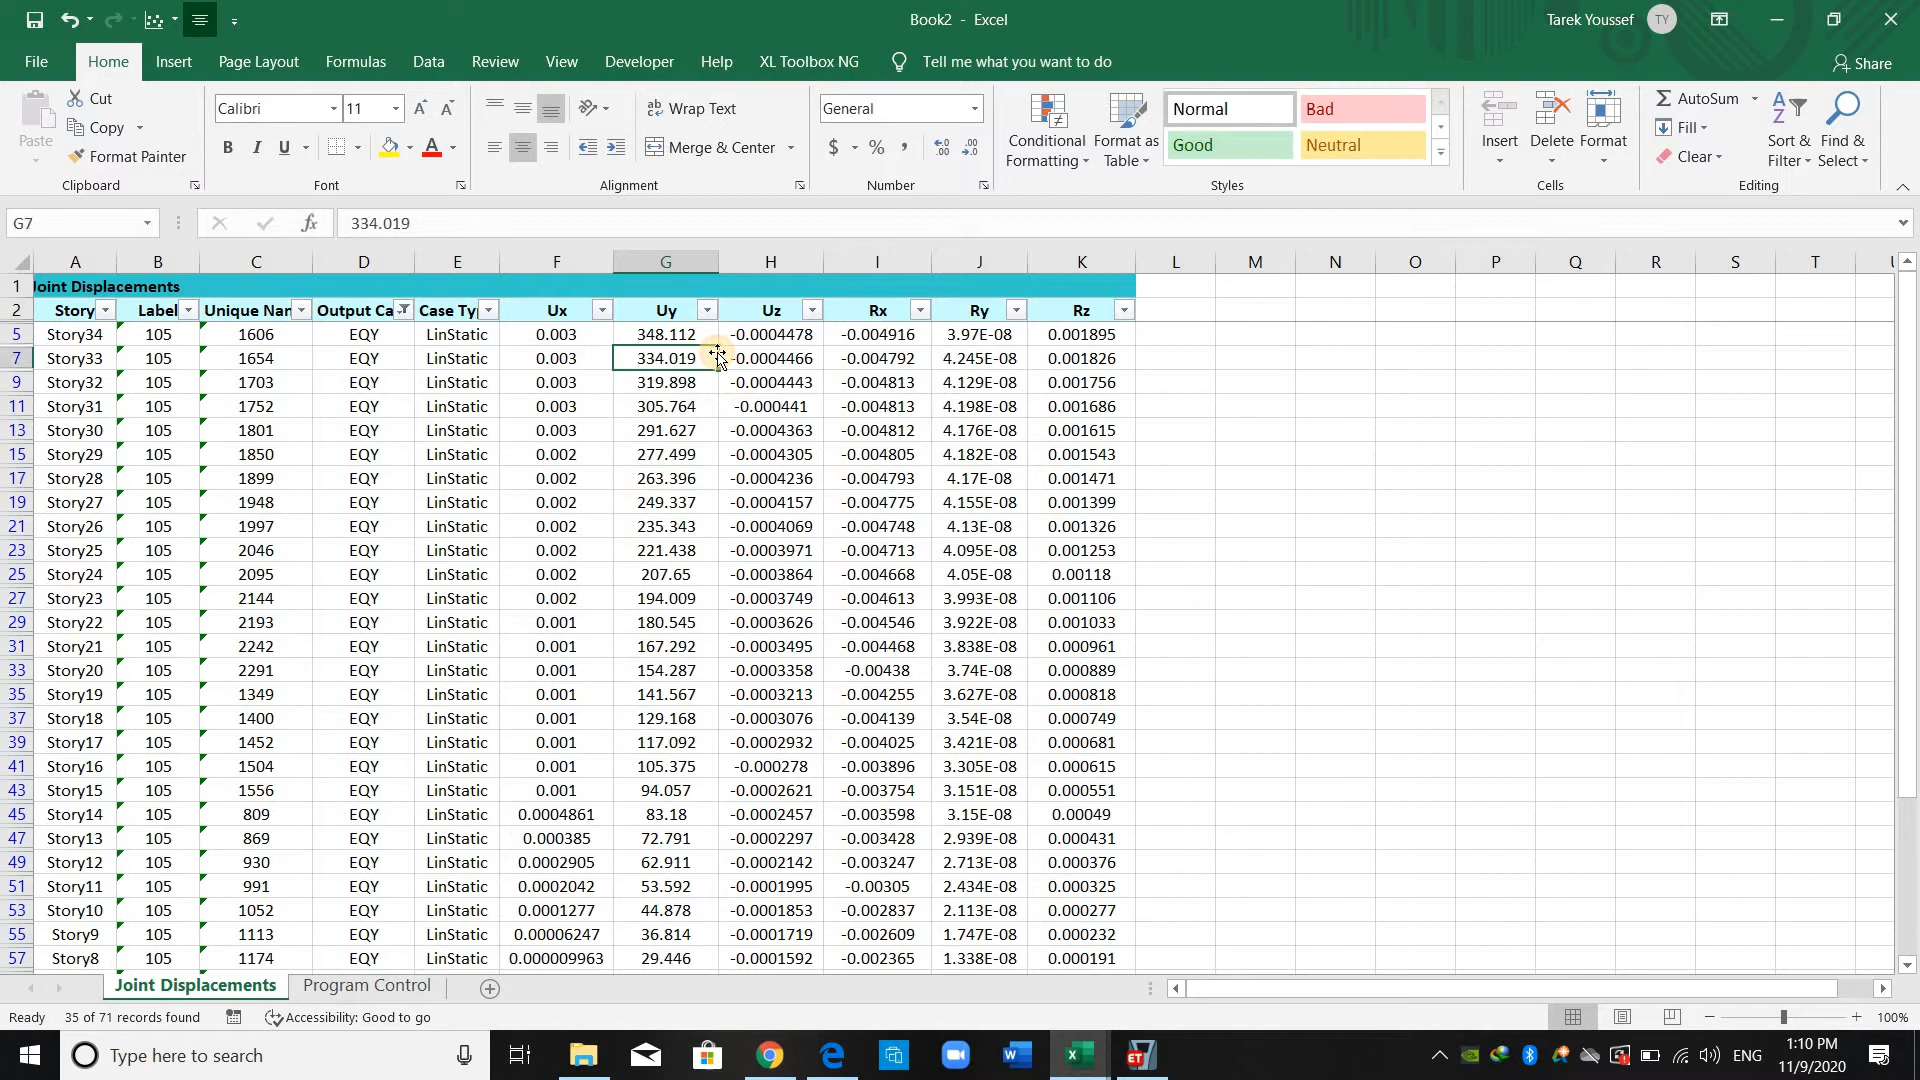 Book2 - Excel
Tarek Youssef
TY
File Home Insert Page Layout Formulas Data Review View Developer Help XL Toolbox NG Tell me what you want to do Share
Cut
Copy
Format Painter
Paste
Clipboard
Calibri 11
B I U A
Font
Wrap Text
Merge & Center
Alignment
General
$ % ,
Number
Conditional Formatting
Format as Table
Normal Bad
Good Neutral
Styles
Insert Delete Format
Cells
AutoSum
Fill
Clear
Sort & Filter
Find & Select
Editing
G7 fx 334.019
A B C D E F G H I J K L M N O P Q R S T
1 Joint Displacements
2 Story Label Unique Nar Output Ca Case Ty Ux Uy Uz Rx Ry Rz
5 Story34 105 1606 EQY LinStatic 0.003 348.112 -0.0004478 -0.004916 3.97E-08 0.001895
7 Story33 105 1654 EQY LinStatic 0.003 334.019 -0.0004466 -0.004792 4.245E-08 0.001826
9 Story32 105 1703 EQY LinStatic 0.003 319.898 -0.0004443 -0.004813 4.129E-08 0.001756
11 Story31 105 1752 EQY LinStatic 0.003 305.764 -0.000441 -0.004813 4.198E-08 0.001686
13 Story30 105 1801 EQY LinStatic 0.003 291.627 -0.0004363 -0.004812 4.176E-08 0.001615
15 Story29 105 1850 EQY LinStatic 0.002 277.499 -0.0004305 -0.004805 4.182E-08 0.001543
17 Story28 105 1899 EQY LinStatic 0.002 263.396 -0.0004236 -0.004793 4.17E-08 0.001471
19 Story27 105 1948 EQY LinStatic 0.002 249.337 -0.0004157 -0.004775 4.155E-08 0.001399
21 Story26 105 1997 EQY LinStatic 0.002 235.343 -0.0004069 -0.004748 4.13E-08 0.001326
23 Story25 105 2046 EQY LinStatic 0.002 221.438 -0.0003971 -0.004713 4.095E-08 0.001253
25 Story24 105 2095 EQY LinStatic 0.002 207.65 -0.0003864 -0.004668 4.05E-08 0.00118
27 Story23 105 2144 EQY LinStatic 0.002 194.009 -0.0003749 -0.004613 3.993E-08 0.001106
29 Story22 105 2193 EQY LinStatic 0.001 180.545 -0.0003626 -0.004546 3.922E-08 0.001033
31 Story21 105 2242 EQY LinStatic 0.001 167.292 -0.0003495 -0.004468 3.838E-08 0.000961
33 Story20 105 2291 EQY LinStatic 0.001 154.287 -0.0003358 -0.00438 3.74E-08 0.000889
35 Story19 105 1349 EQY LinStatic 0.001 141.567 -0.0003213 -0.004255 3.627E-08 0.000818
37 Story18 105 1400 EQY LinStatic 0.001 129.168 -0.0003076 -0.004139 3.54E-08 0.000749
39 Story17 105 1452 EQY LinStatic 0.001 117.092 -0.0002932 -0.004025 3.421E-08 0.000681
41 Story16 105 1504 EQY LinStatic 0.001 105.375 -0.000278 -0.003896 3.305E-08 0.000615
43 Story15 105 1556 EQY LinStatic 0.001 94.057 -0.0002621 -0.003754 3.151E-08 0.000551
45 Story14 105 809 EQY LinStatic 0.0004861 83.18 -0.0002457 -0.003598 3.15E-08 0.00049
47 Story13 105 869 EQY LinStatic 0.000385 72.791 -0.0002297 -0.003428 2.939E-08 0.000431
49 Story12 105 930 EQY LinStatic 0.0002905 62.911 -0.0002142 -0.003247 2.713E-08 0.000376
51 Story11 105 991 EQY LinStatic 0.0002042 53.592 -0.0001995 -0.00305 2.434E-08 0.000325
53 Story10 105 1052 EQY LinStatic 0.0001277 44.878 -0.0001853 -0.002837 2.113E-08 0.000277
55 Story9 105 1113 EQY LinStatic 0.00006247 36.814 -0.0001719 -0.002609 1.747E-08 0.000232
57 Story8 105 1174 EQY LinStatic 0.000009963 29.446 -0.0001592 -0.002365 1.338E-08 0.000191
Joint Displacements Program Control
Ready 35 of 71 records found Accessibility: Good to go 100%
Type here to search
ENG
1:10 PM
11/9/2020